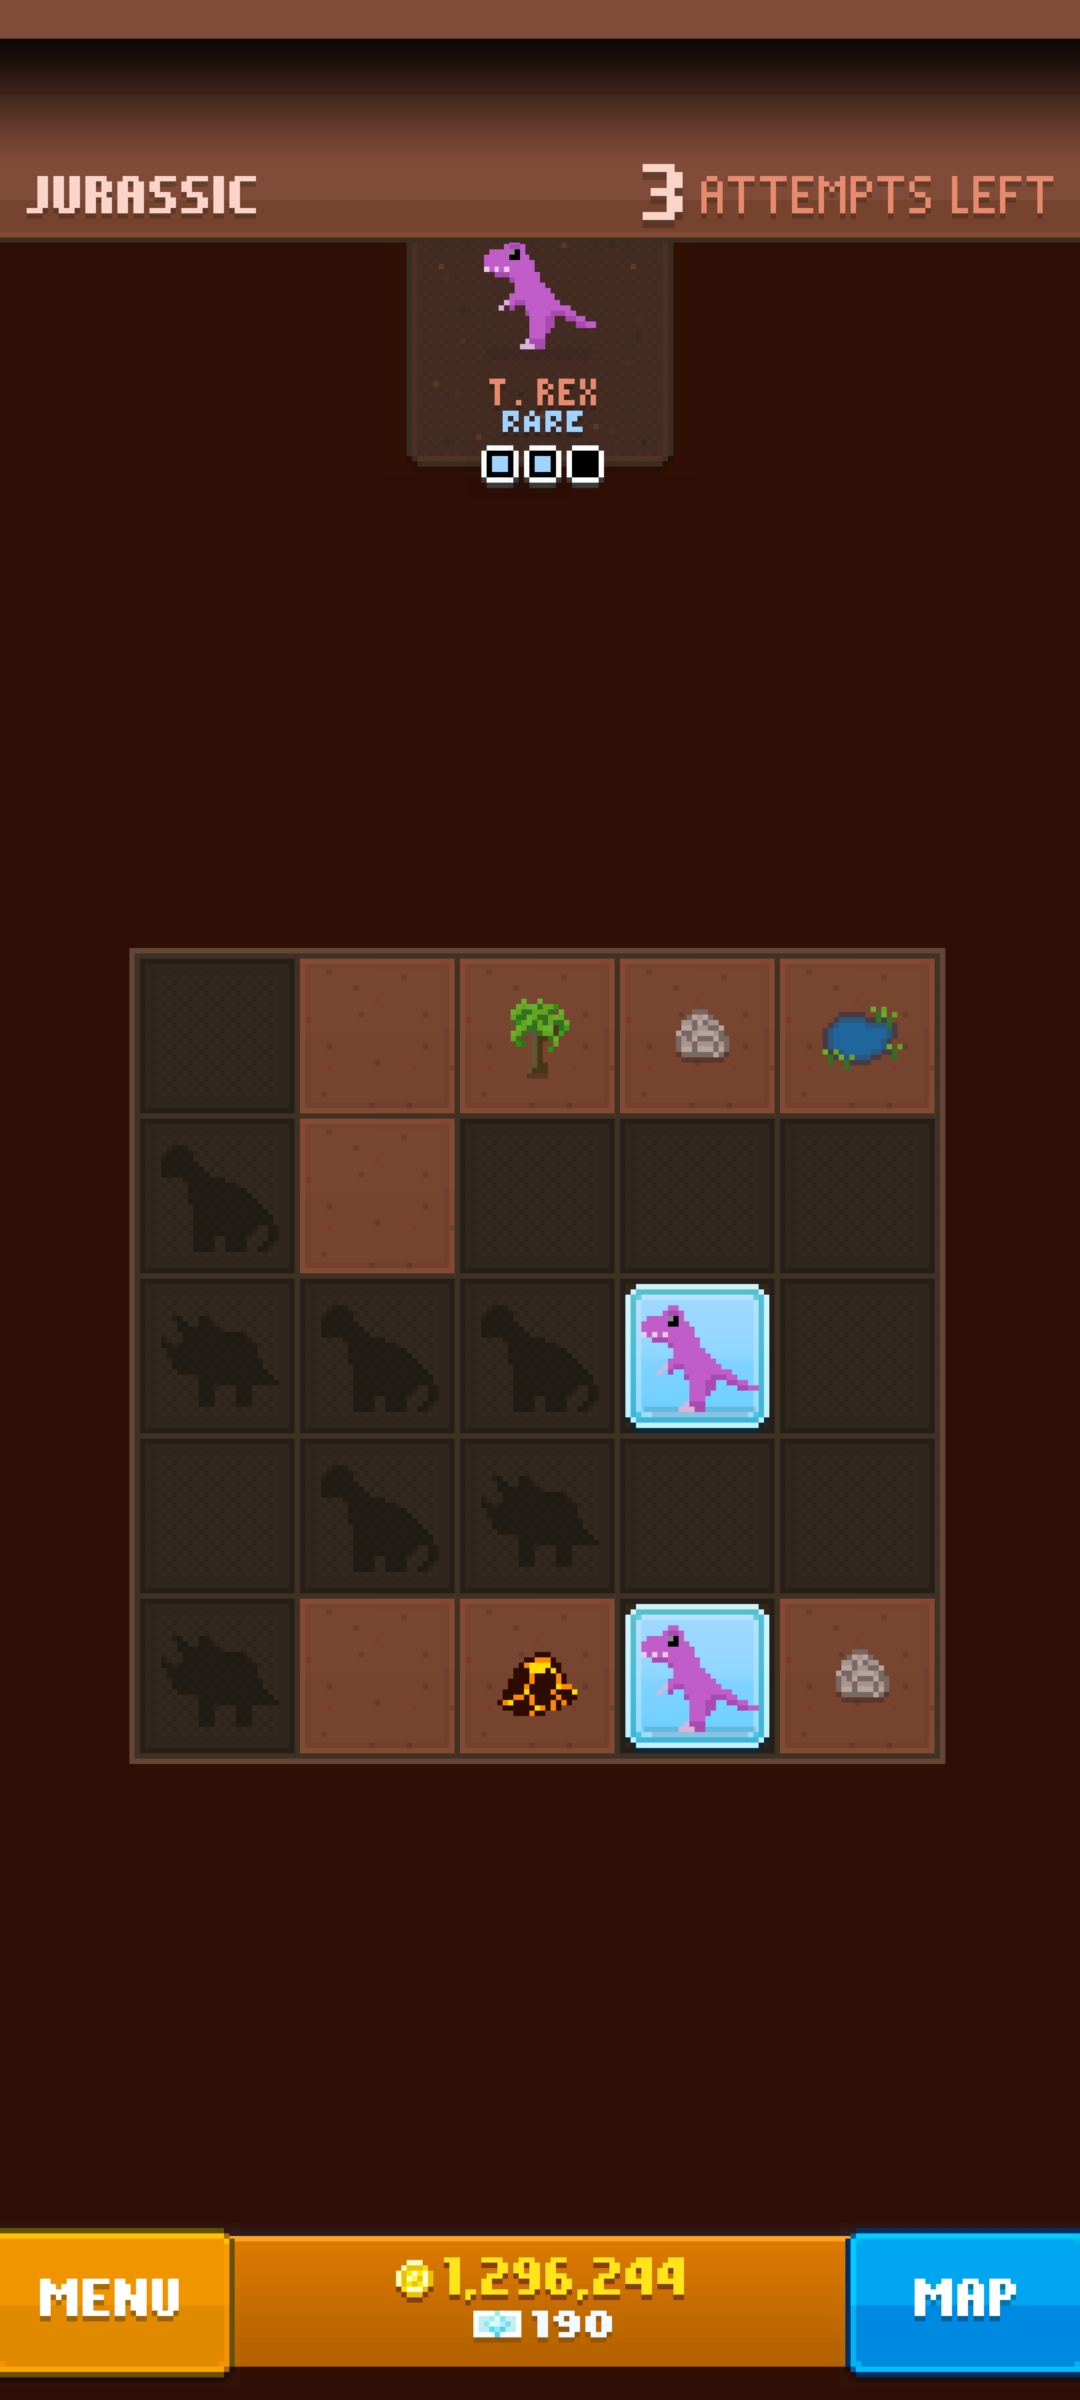 JURASSIC
3 ATTEMPTS LEFT
T. REX
RARE
MENU
1,296,244
190
MAP